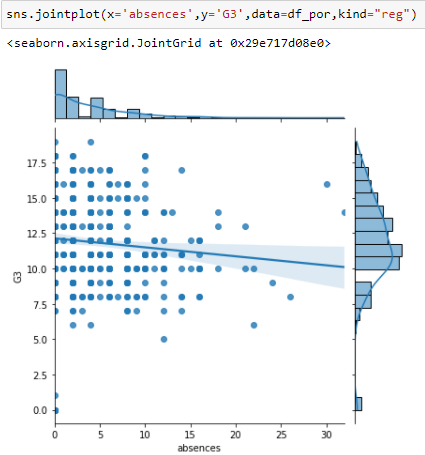 sns.jointplot(x='absences',y='G3',data=df_por,kind="reg")
<seaborn.axisgrid.JointGrid at 0x29e717d08e0>
17.5
15.0
12.5
10.0
G3
7.5
5.0
2.5
0.0
0 5 10 15 20 25 30
absences